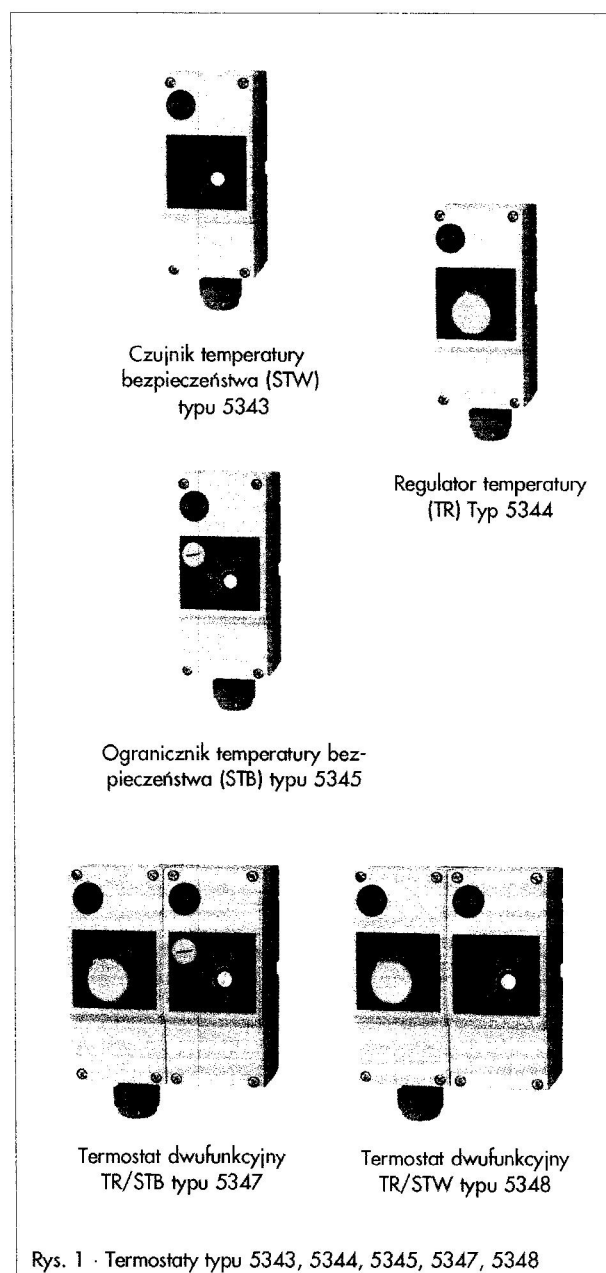 Czujnik temperatury
bezpieczeństwa (STW)
typu 5343
Regulator temperatury
(TR) Typ 5344
Ogranicznik temperatury bez-
pieczeństwa (STB) typu 5345
Termostat dwufunkcyjny
TR/STB typu 5347
Termostat dwufunkcyjny
TR/STW typu 5348
Rys. 1 · Termostaty typu 5343, 5344, 5345, 5347, 5348